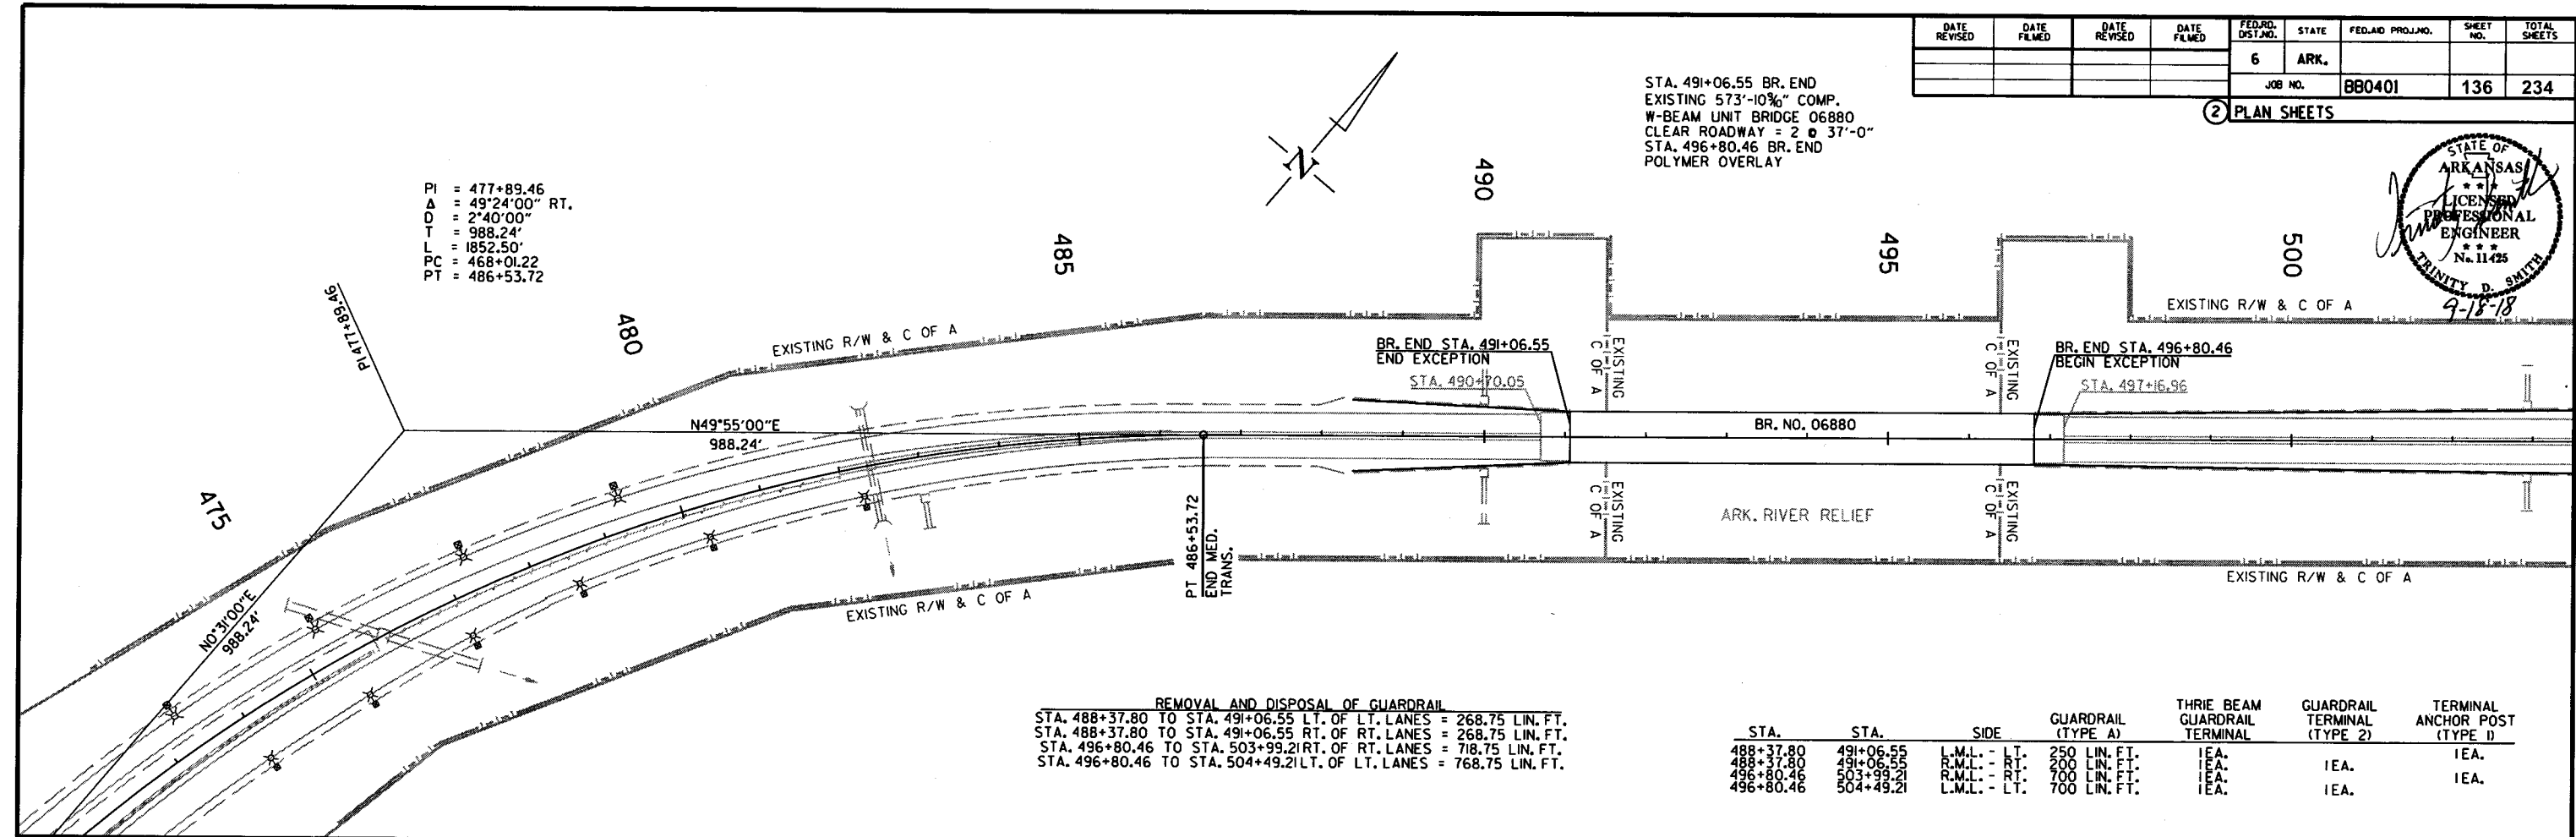 DATE REVISED DATE FILMED DATE REVISED DATE FILMED FED.RD. DIST.NO. STATE FED.AID PROJ.NO. SHEET NO. TOTAL SHEETS
6 ARK.
JOB NO. BB0401 136 234
2 PLAN SHEETS
STATE OF
ARKANSAS
LICENSED
PROFESSIONAL
ENGINEER
No. 11425
TRINITY D. SMITH
9-18-18
STA. 491+06.55 BR. END
EXISTING 573'-10 COMP.
W-BEAM UNIT BRIDGE 06880
CLEAR ROADWAY = 2 @ 37'-0"
STA. 496+80.46 BR. END
POLYMER OVERLAY
N
PI = 477+89.46
Δ = 49°24'00" RT.
D = 2°40'00"
T = 988.24'
L = 1852.50'
PC = 468+01.22
PT = 486+53.72
475
480
485
490
495
500
PI 477+89.46
EXISTING R/W & C OF A
EXISTING R/W & C OF A
N49°55'00"E
988.24'
N0°31'00"E
988.24'
BR. END STA. 491+06.55
END EXCEPTION
STA. 490+70.05
EXISTING
C OF A
EXISTING
C OF A
BR. END STA. 496+80.46
BEGIN EXCEPTION
STA. 497+16.96
BR. NO. 06880
PT 486+53.72
END MED.
TRANS.
EXISTING
C OF A
ARK. RIVER RELIEF
EXISTING
C OF A
EXISTING R/W & C OF A
EXISTING R/W & C OF A
REMOVAL AND DISPOSAL OF GUARDRAIL
STA. 488+37.80 TO STA. 491+06.55 LT. OF LT. LANES = 268.75 LIN. FT.
STA. 488+37.80 TO STA. 491+06.55 RT. OF RT. LANES = 268.75 LIN. FT.
STA. 496+80.46 TO STA. 503+99.21 RT. OF RT. LANES = 718.75 LIN. FT.
STA. 496+80.46 TO STA. 504+49.21 LT. OF LT. LANES = 768.75 LIN. FT.
STA. STA. SIDE GUARDRAIL (TYPE A) THRIE BEAM GUARDRAIL TERMINAL GUARDRAIL TERMINAL (TYPE 2) TERMINAL ANCHOR POST (TYPE 1)
488+37.80 491+06.55 L.M.L. - LT. 250 LIN. FT. 1 EA. 1 EA.
488+37.80 491+06.55 R.M.L. - RT. 200 LIN. FT. 1 EA. 1 EA.
496+80.46 503+99.21 R.M.L. - RT. 700 LIN. FT. 1 EA. 1 EA.
496+80.46 504+49.21 L.M.L. - LT. 700 LIN. FT. 1 EA. 1 EA.